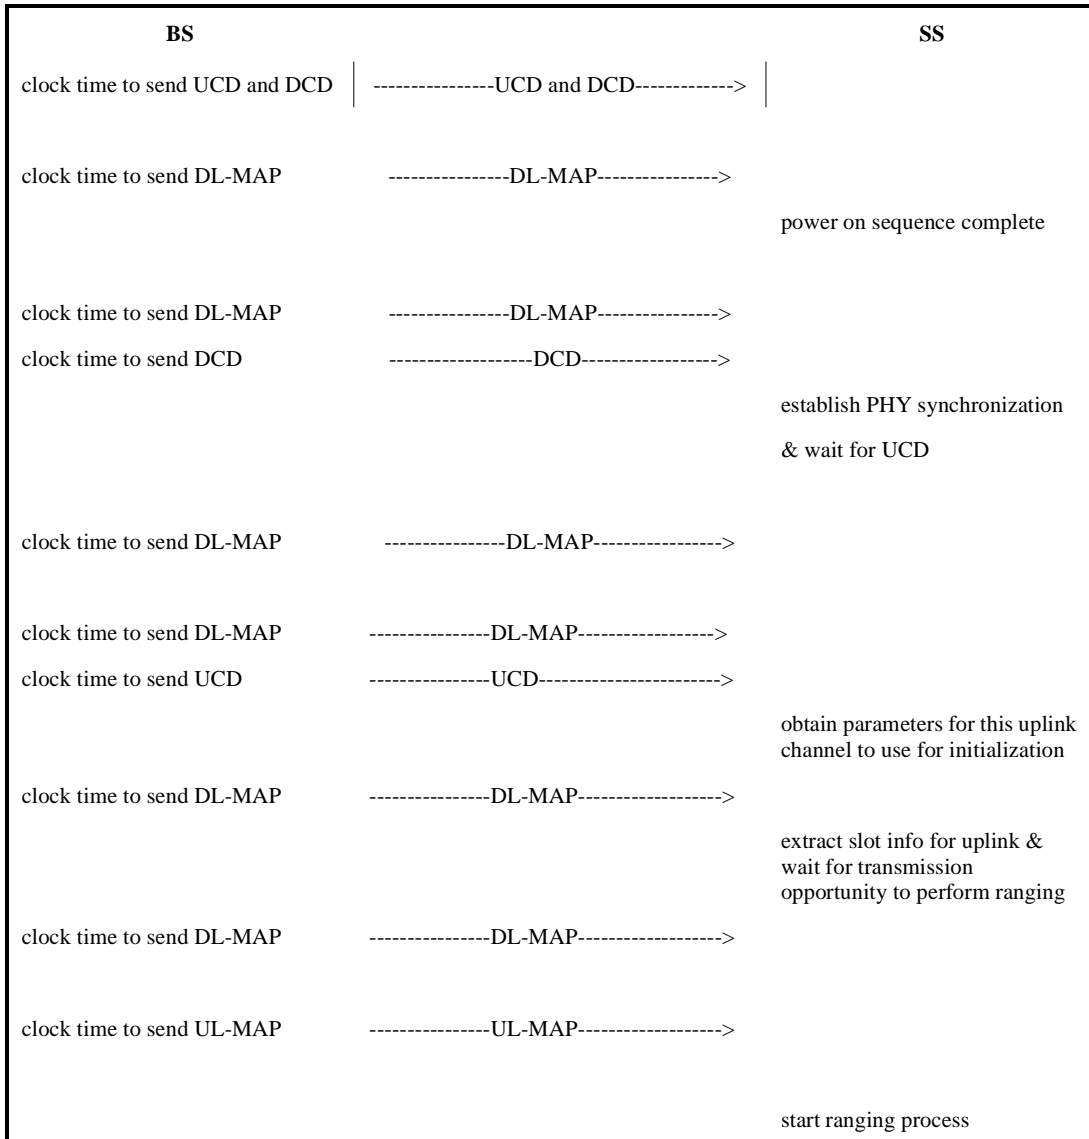 BS SS
clock time to send UCD and DCD -----------------UCD and DCD------------->
clock time to send DL-MAP ----------------DL-MAP---------------->
power on sequence complete
clock time to send DL-MAP ----------------DL-MAP---------------->
clock time to send DCD -------------------DCD------------------>
establish PHY synchronization
& wait for UCD
clock time to send DL-MAP ----------------DL-MAP----------------->
clock time to send DL-MAP ----------------DL-MAP------------------>
clock time to send UCD ----------------UCD------------------------>
obtain parameters for this uplink
channel to use for initialization
clock time to send DL-MAP ----------------DL-MAP------------------->
extract slot info for uplink &
wait for transmission
opportunity to perform ranging
clock time to send DL-MAP ----------------DL-MAP------------------->
clock time to send UL-MAP ----------------UL-MAP------------------->
start ranging process